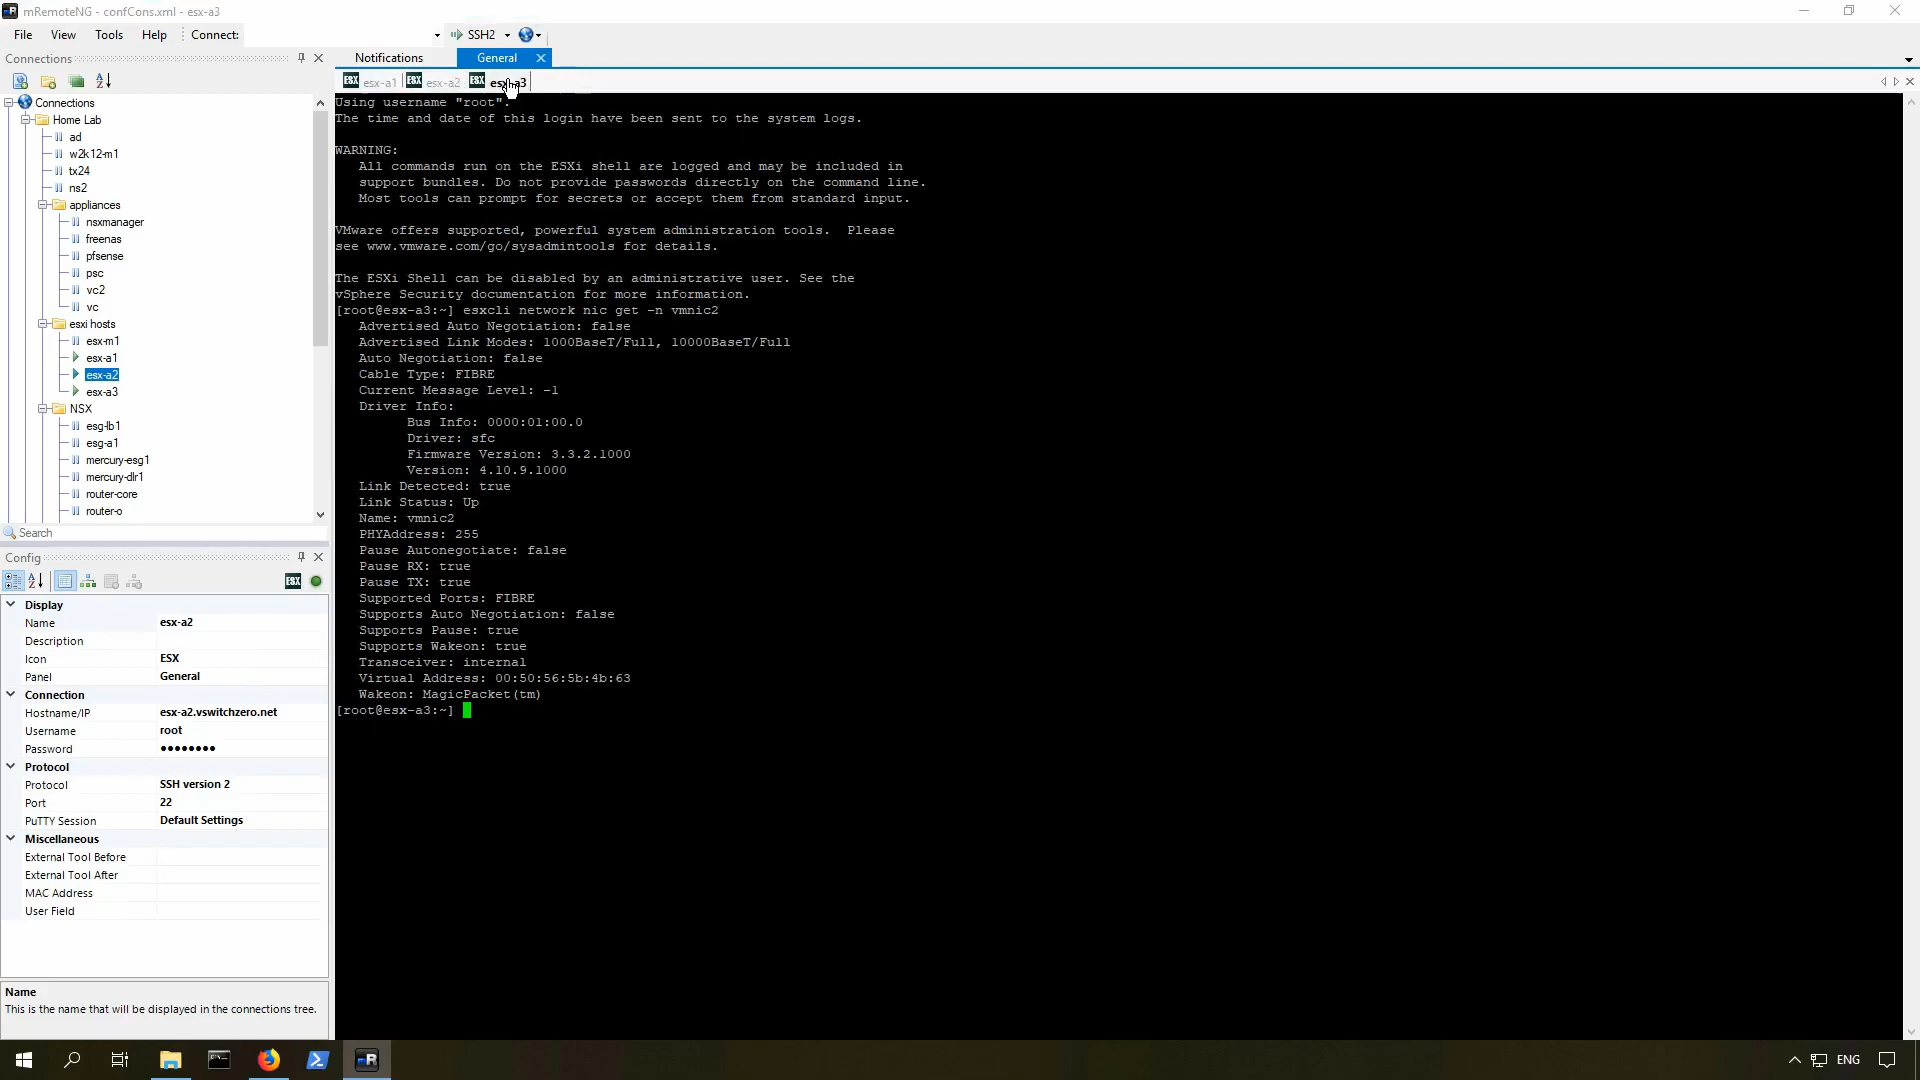 mRemoteNG - confCons.xml - esx-a3
File View Tools Help Connect: SSH2
Connections
Notifications General
ESX esx-a1 ESX esx-a2 ESX esx-a3
Connections
Home Lab
ad
w2k12-m1
tx24
ns2
appliances
nsxmanager
freenas
pfsense
psc
vc2
vc
esxi hosts
esx-m1
esx-a1
esx-a2
esx-a3
NSX
esg-lb1
esg-a1
mercury-esg1
mercury-dlr1
router-core
router-o
Search
Config
ESX
Display
Name esx-a2
Description
Icon ESX
Panel General
Connection
Hostname/IP esx-a2.vswitchzero.net
Username root
Password ●●●●●●●●
Protocol
Protocol SSH version 2
Port 22
PuTTY Session Default Settings
Miscellaneous
External Tool Before
External Tool After
MAC Address
User Field
Name
This is the name that will be displayed in the connections tree.
Using username "root".
The time and date of this login have been sent to the system logs.
WARNING:
All commands run on the ESXi shell are logged and may be included in
support bundles. Do not provide passwords directly on the command line.
Most tools can prompt for secrets or accept them from standard input.
VMware offers supported, powerful system administration tools.  Please
see www.vmware.com/go/sysadmintools for details.
The ESXi Shell can be disabled by an administrative user. See the
vSphere Security documentation for more information.
[root@esx-a3:~] esxcli network nic get -n vmnic2
Advertised Auto Negotiation: false
Advertised Link Modes: 1000BaseT/Full, 10000BaseT/Full
Auto Negotiation: false
Cable Type: FIBRE
Current Message Level: -1
Driver Info:
Bus Info: 0000:01:00.0
Driver: sfc
Firmware Version: 3.3.2.1000
Version: 4.10.9.1000
Link Detected: true
Link Status: Up
Name: vmnic2
PHYAddress: 255
Pause Autonegotiate: false
Pause RX: true
Pause TX: true
Supported Ports: FIBRE
Supports Auto Negotiation: false
Supports Pause: true
Supports Wakeon: true
Transceiver: internal
Virtual Address: 00:50:56:5b:4b:63
Wakeon: MagicPacket(tm)
[root@esx-a3:~]
mR ENG